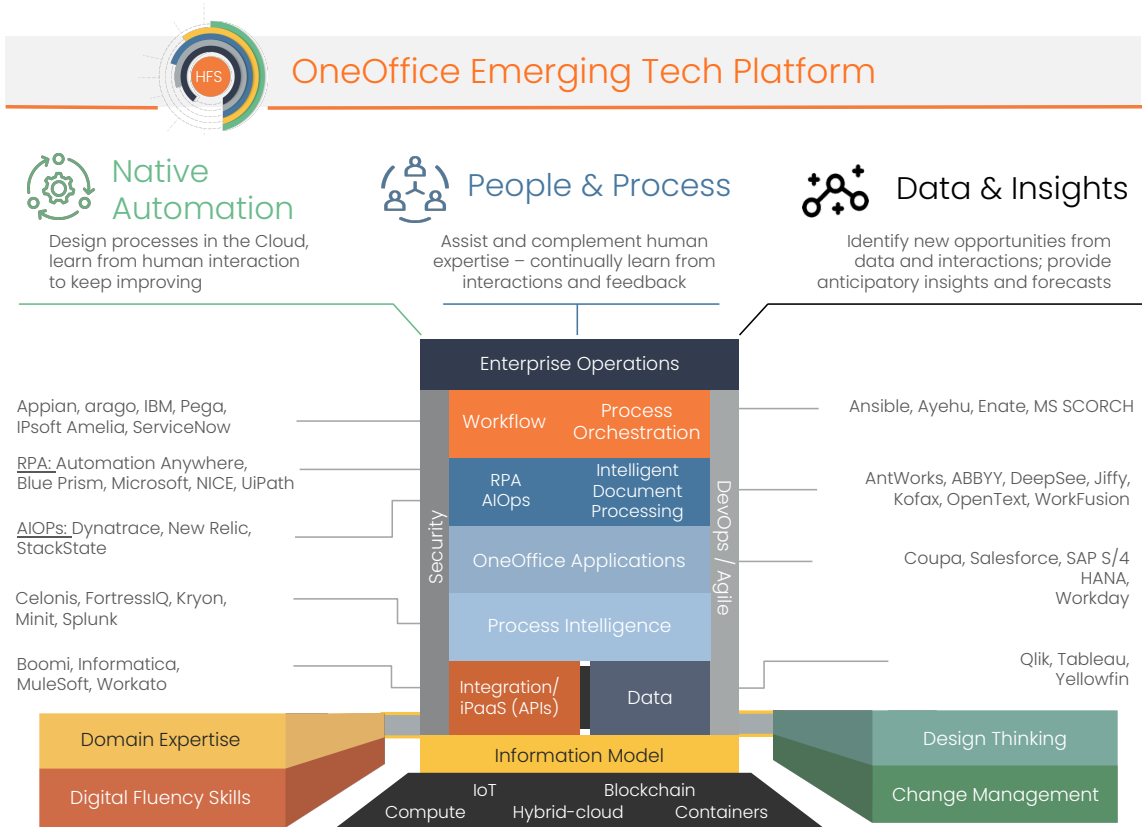 HFS
OneOffice Emerging Tech Platform
Native
Automation
Design processes in the Cloud,
learn from human interaction
to keep improving
People & Process
Assist and complement human
expertise – continually learn from
interactions and feedback
Data & Insights
Identify new opportunities from
data and interactions; provide
anticipatory insights and forecasts
Enterprise Operations
Appian, arago, IBM, Pega,
IPsoft Amelia, ServiceNow
RPA: Automation Anywhere,
Blue Prism, Microsoft, NICE, UiPath
AIOPs: Dynatrace, New Relic,
StackState
Celonis, FortressIQ, Kryon,
Minit, Splunk
Boomi, Informatica,
MuleSoft, Workato
Security
Workflow
Process
Orchestration
RPA
AIOps
Intelligent
Document
Processing
OneOffice Applications
Process Intelligence
Integration/
iPaaS (APIs)
Data
DevOps / Agile
Ansible, Ayehu, Enate, MS SCORCH
AntWorks, ABBYY, DeepSee, Jiffy,
Kofax, OpenText, WorkFusion
Coupa, Salesforce, SAP S/4
HANA,
Workday
Qlik, Tableau,
Yellowfin
Domain Expertise
Digital Fluency Skills
Information Model
IoT
Blockchain
Compute
Hybrid-cloud
Containers
Design Thinking
Change Management